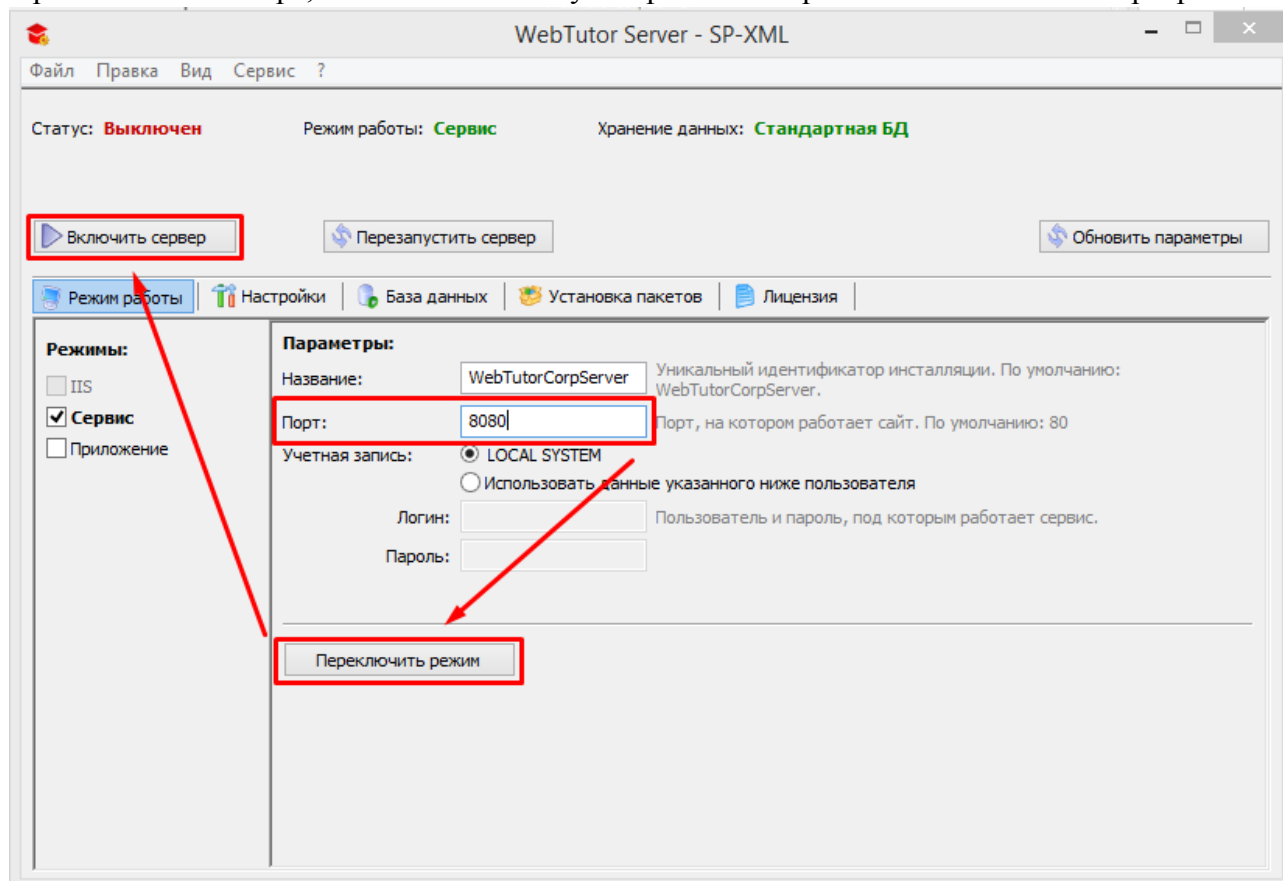 WebTutor Server - SP-XML
Файл Правка Вид Сервис ?
Статус: Выключен Режим работы: Сервис Хранение данных: Стандартная БД
Включить сервер Перезапустить сервер Обновить параметры
Режим работы Настройки База данных Установка пакетов Лицензия
Режимы:
IIS
Сервис
Приложение
Параметры:
Название: WebTutorCorpServer Уникальный идентификатор инсталляции. По умолчанию:
WebTutorCorpServer.
Порт: 8080 Порт, на котором работает сайт. По умолчанию: 80
Учетная запись: LOCAL SYSTEM
Использовать данные указанного ниже пользователя
Логин: Пользователь и пароль, под которым работает сервис.
Пароль:
Переключить режим